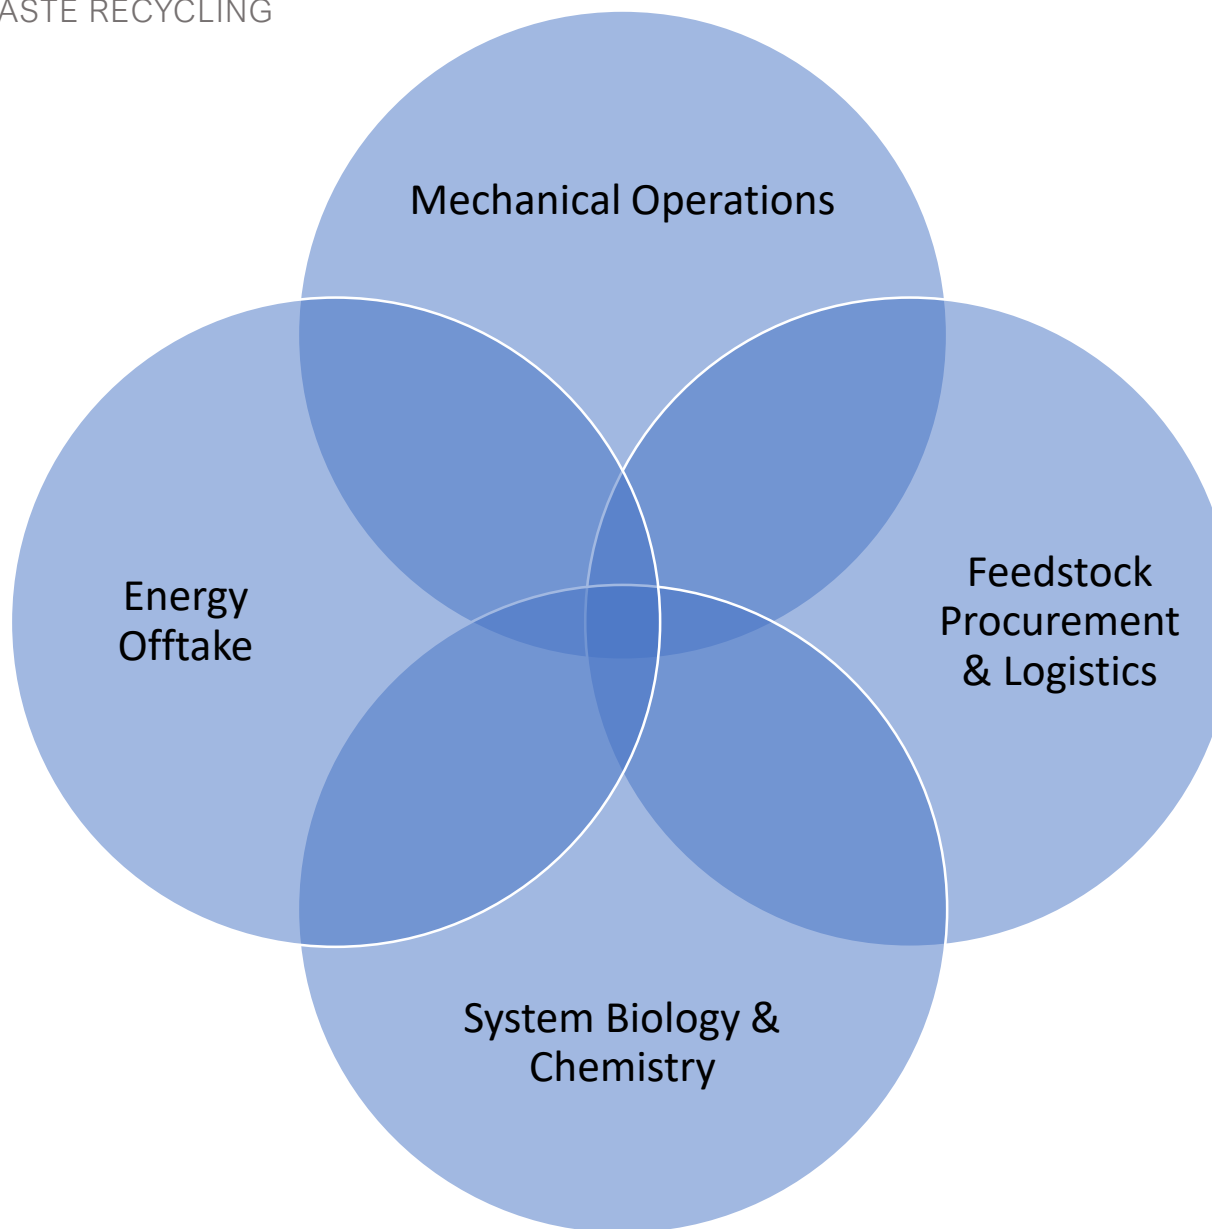 ASTE RECYCLING
Mechanical Operations
Energy
Offtake
Feedstock
Procurement
& Logistics
System Biology &
Chemistry